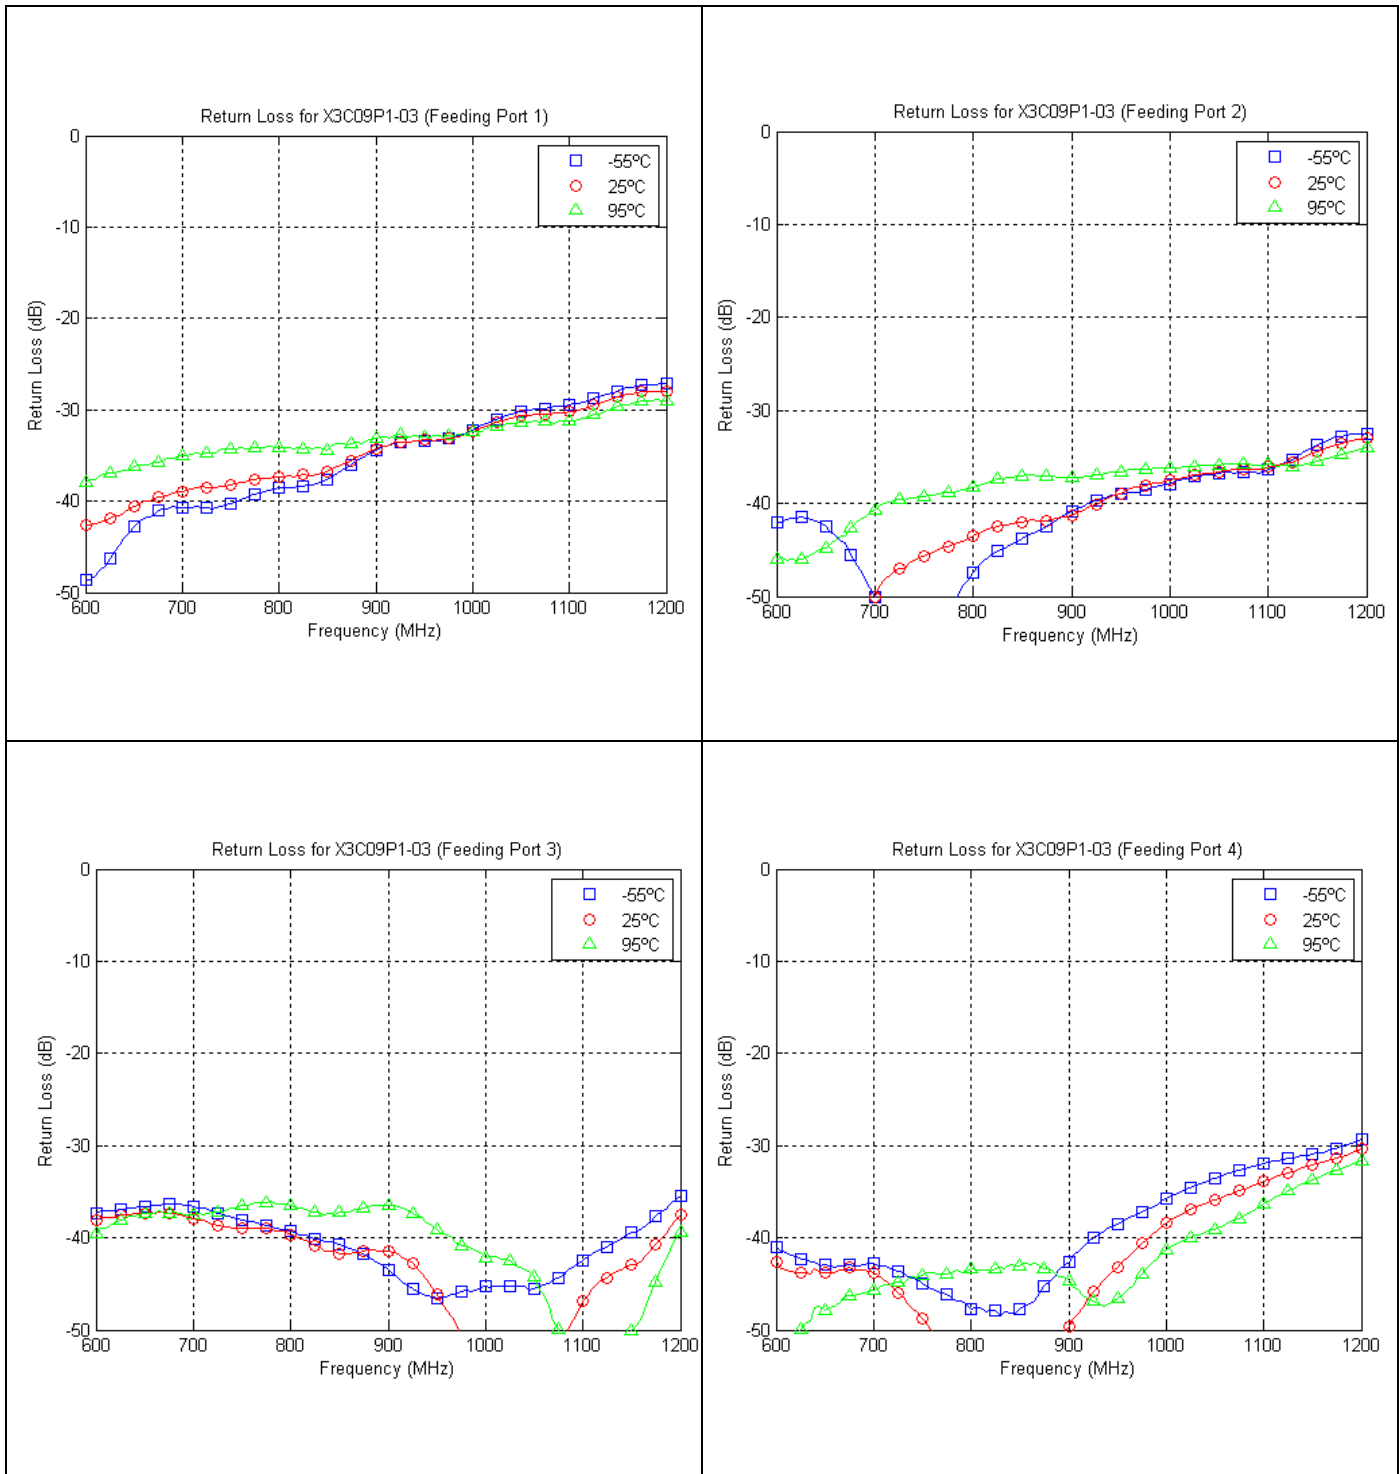 Return Loss for X3C09P1-03 (Feeding Port 1)
0
-10
-20
-30
-40
-50
Return Loss (dB)
-55ºC
25ºC
95ºC
600 700 800 900 1000 1100 1200
Frequency (MHz)
Return Loss for X3C09P1-03 (Feeding Port 2)
0
-10
-20
-30
-40
-50
Return Loss (dB)
-55ºC
25ºC
95ºC
600 700 800 900 1000 1100 1200
Frequency (MHz)
Return Loss for X3C09P1-03 (Feeding Port 3)
0
-10
-20
-30
-40
-50
Return Loss (dB)
-55ºC
25ºC
95ºC
600 700 800 900 1000 1100 1200
Frequency (MHz)
Return Loss for X3C09P1-03 (Feeding Port 4)
0
-10
-20
-30
-40
-50
Return Loss (dB)
-55ºC
25ºC
95ºC
600 700 800 900 1000 1100 1200
Frequency (MHz)